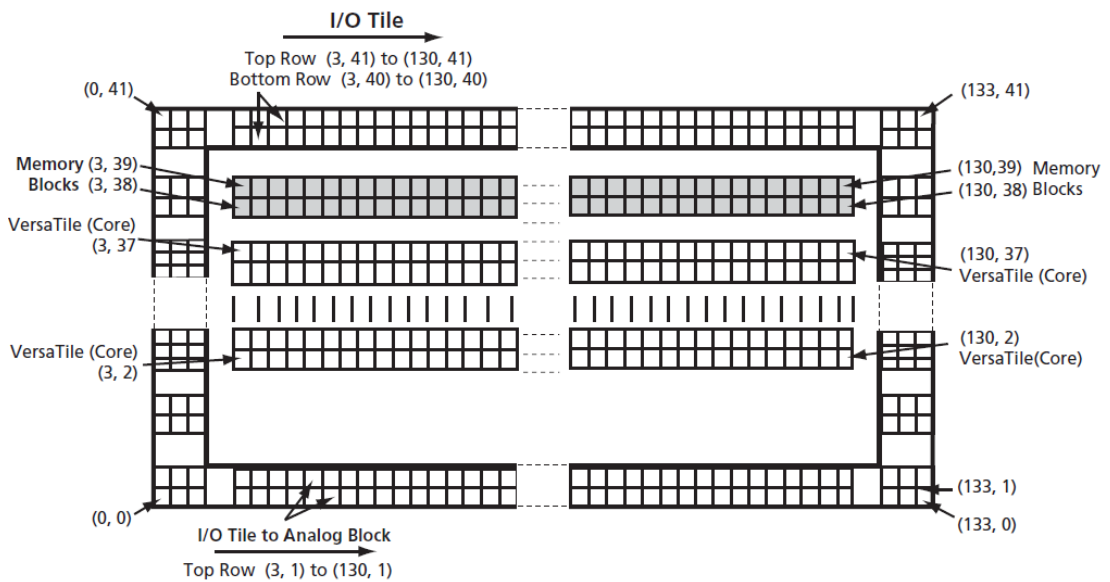 I/O Tile
Top Row (3, 41) to (130, 41)
Bottom Row (3, 40) to (130, 40)
(0, 41)
(133, 41)
Memory (3, 39)
Blocks (3, 38)
(130,39) Memory
(130, 38) Blocks
VersaTile (Core)
(3, 37
(130, 37)
VersaTile (Core)
VersaTile (Core)
(3, 2)
(130, 2)
VersaTile(Core)
(0, 0)
(133, 1)
(133, 0)
I/O Tile to Analog Block
Top Row (3, 1) to (130, 1)